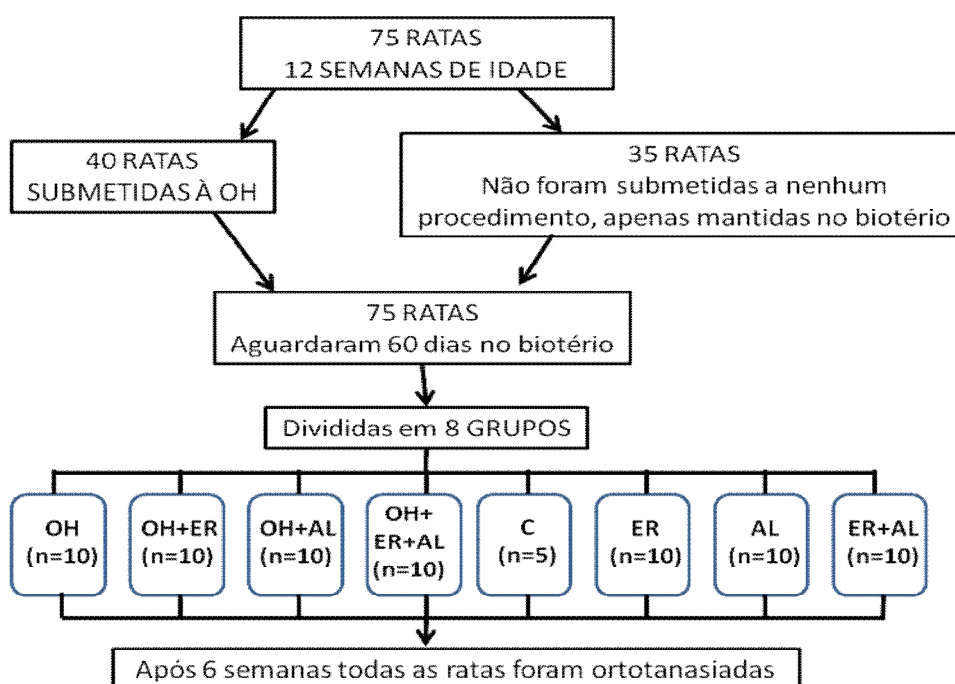 75 RATAS
12 SEMANAS DE IDADE
40 RATAS
SUBMETIDAS À OH
35 RATAS
Não foram submetidas a nenhum
procedimento, apenas mantidas no biotério
75 RATAS
Aguardaram 60 dias no biotério
Divididas em 8 GRUPOS
OH
(n=10)
OH+ER
(n=10)
OH+AL
(n=10)
OH+
ER+AL
(n=10)
C
(n=5)
ER
(n=10)
AL
(n=10)
ER+AL
(n=10)
Após 6 semanas todas as ratas foram ortotanasiadas